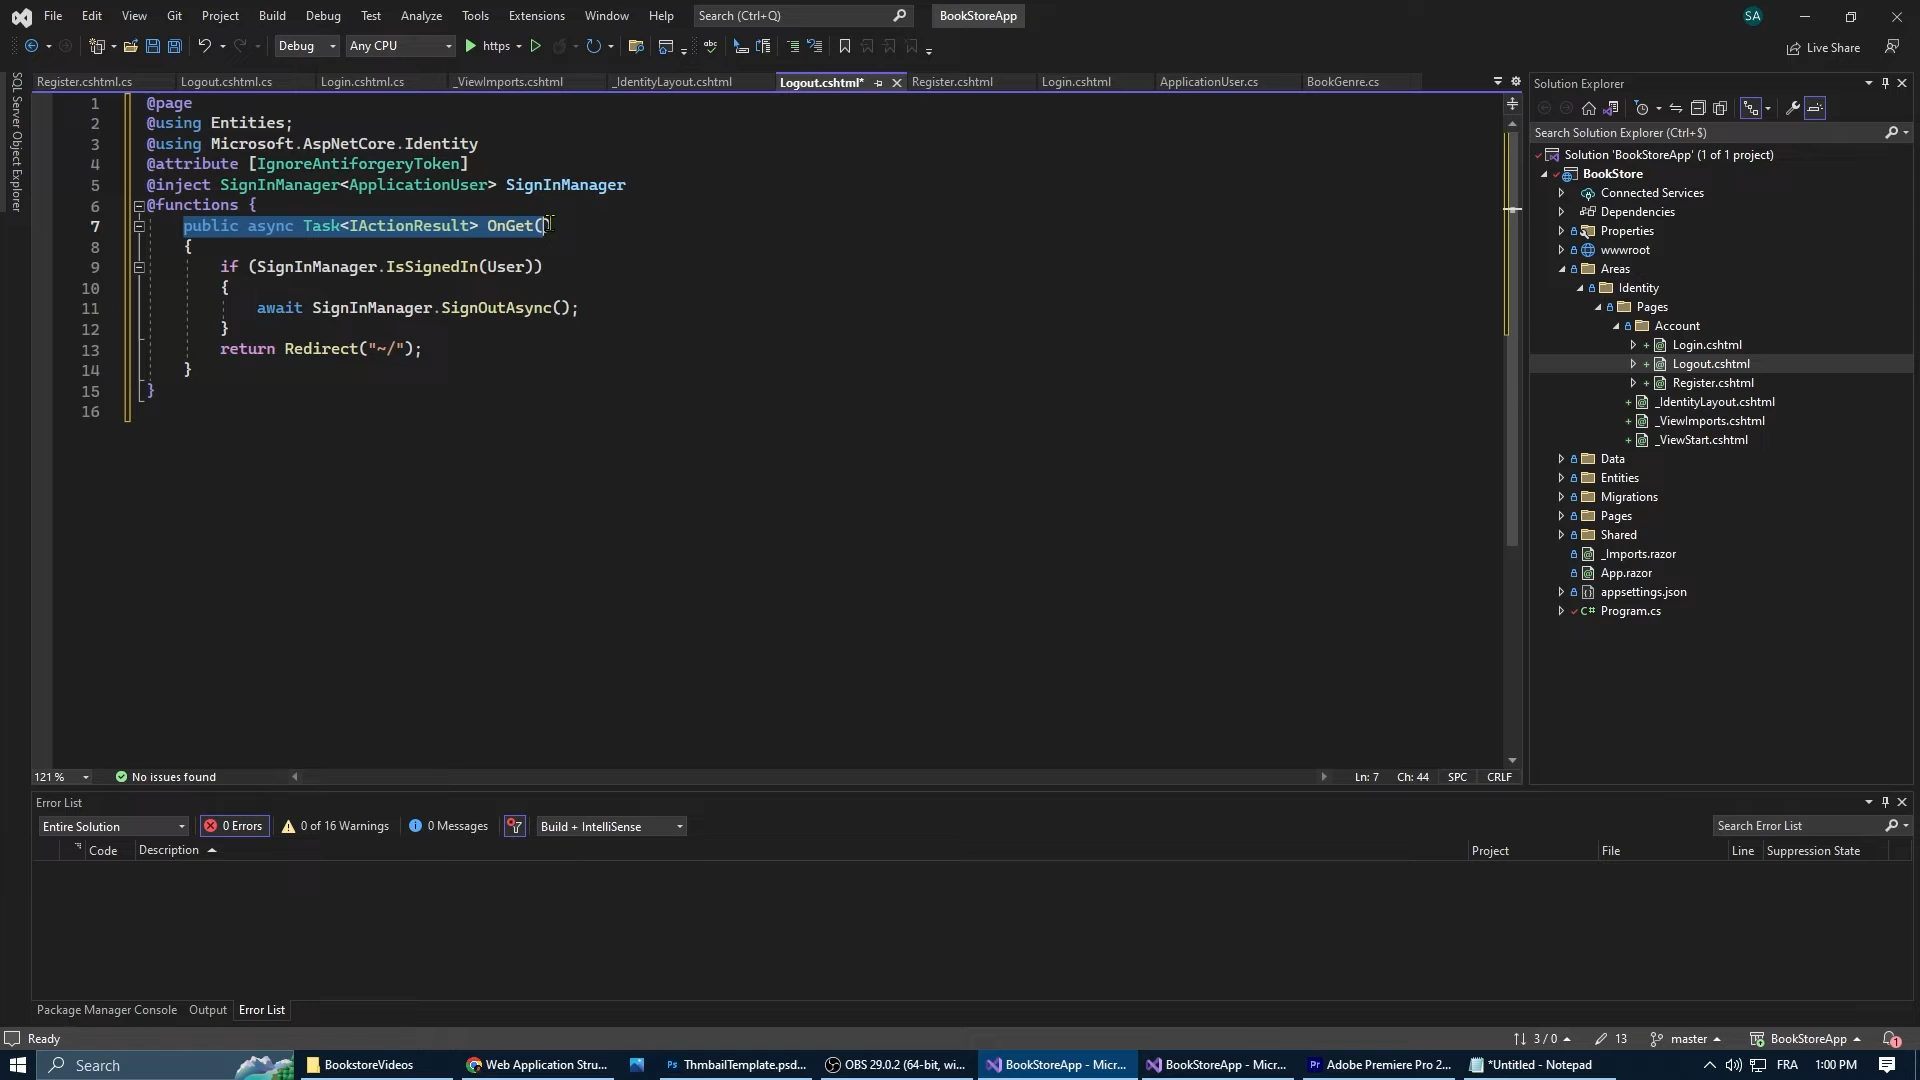 File Edit View Git Project Build Debug Test Analyze Tools Extensions Window Help Search (Ctrl+Q) BookStoreApp SA
Debug Any CPU https Live Share
SQL Server Object Explorer
Register.cshtml.cs Logout.cshtml.cs Login.cshtml.cs _ViewImports.cshtml _IdentityLayout.cshtml Logout.cshtml* Register.cshtml Login.cshtml ApplicationUser.cs BookGenre.cs
1 @page
2 @using Entities;
3 @using Microsoft.AspNetCore.Identity
4 @attribute [IgnoreAntiforgeryToken]
5 @inject SignInManager<ApplicationUser> SignInManager
6 @functions {
7 public async Task<IActionResult> OnGet()
8 {
9 if (SignInManager.IsSignedIn(User))
10 {
11 await SignInManager.SignOutAsync();
12 }
13 return Redirect("~/");
14 }
15 }
16
121 % No issues found Ln: 7 Ch: 44 SPC CRLF
Solution Explorer
Search Solution Explorer (Ctrl+$)
Solution 'BookStoreApp' (1 of 1 project)
BookStore
Connected Services
Dependencies
Properties
wwwroot
Areas
Identity
Pages
Account
Login.cshtml
Logout.cshtml
Register.cshtml
_IdentityLayout.cshtml
_ViewImports.cshtml
_ViewStart.cshtml
Data
Entities
Migrations
Pages
Shared
_Imports.razor
App.razor
appsettings.json
Program.cs
Error List
Entire Solution 0 Errors 0 of 16 Warnings 0 Messages Build + IntelliSense Search Error List
Code Description Project File Line Suppression State
Package Manager Console Output Error List
Ready 3 / 0 13 master BookStoreApp 1
Search BookstoreVideos Web Application Stru... ThmbailTemplate.psd... OBS 29.0.2 (64-bit, wi... BookStoreApp - Micr... BookStoreApp - Micr... Adobe Premiere Pro 2... *Untitled - Notepad FRA 1:00 PM